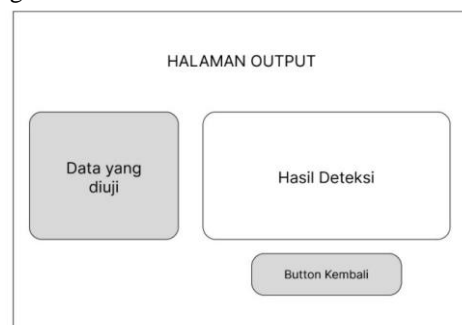 HALAMAN OUTPUT
Data yang
diuji
Hasil Deteksi
Button Kembali